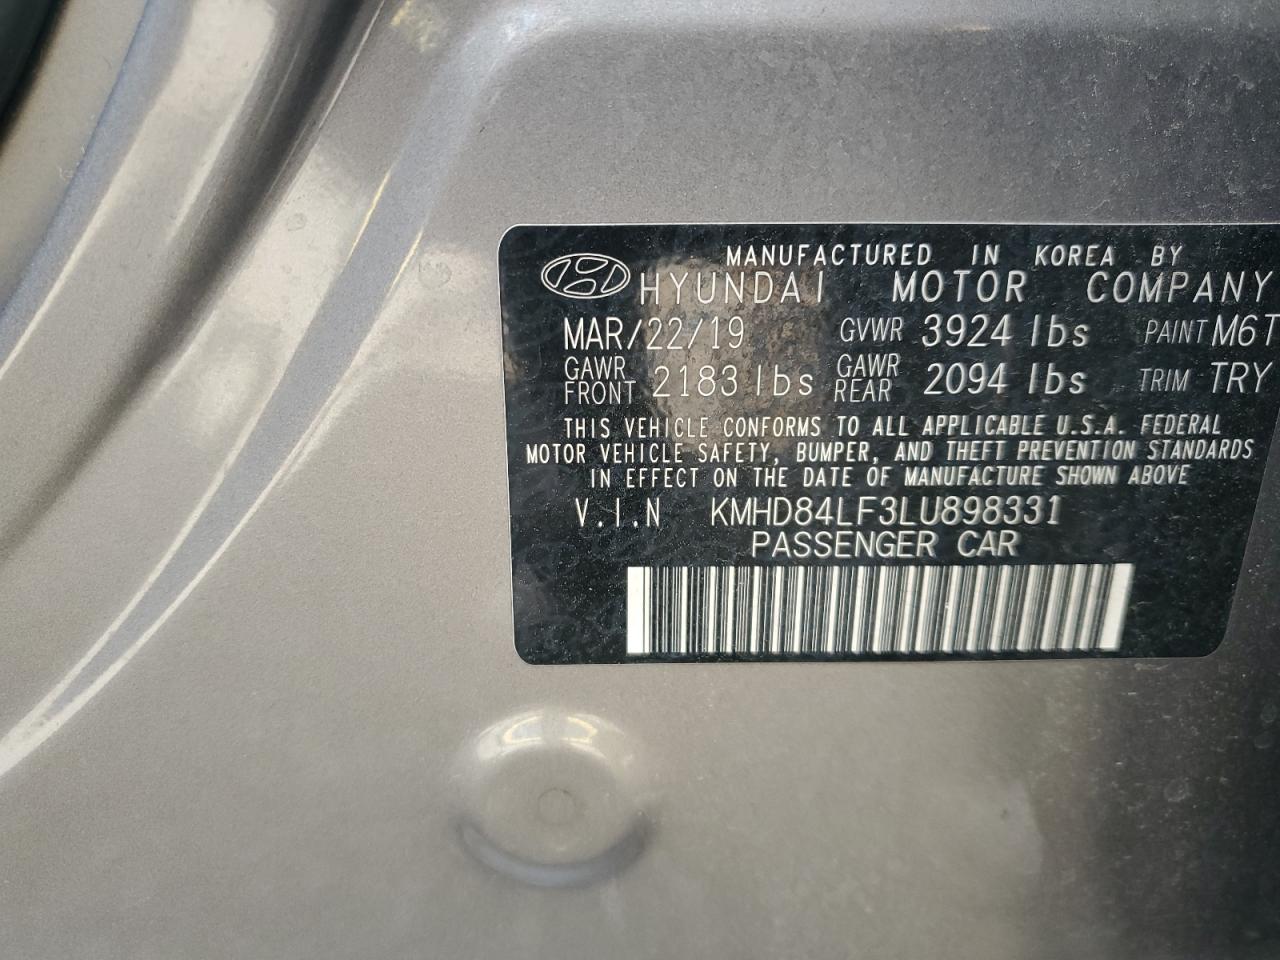 MANUFACTURED IN KOREA BY
HYUNDAI MOTOR COMPANY
MAR/22/19 GVWR 3924 lbs PAINT M6T
GAWR FRONT 2183 lbs GAWR REAR 2094 lbs TRIM TRY
THIS VEHICLE CONFORMS TO ALL APPLICABLE U.S.A. FEDERAL
MOTOR VEHICLE SAFETY, BUMPER, AND THEFT PREVENTION STANDARDS
IN EFFECT ON THE DATE OF MANUFACTURE SHOWN ABOVE
V.I.N KMHD84LF3LU898331
PASSENGER CAR